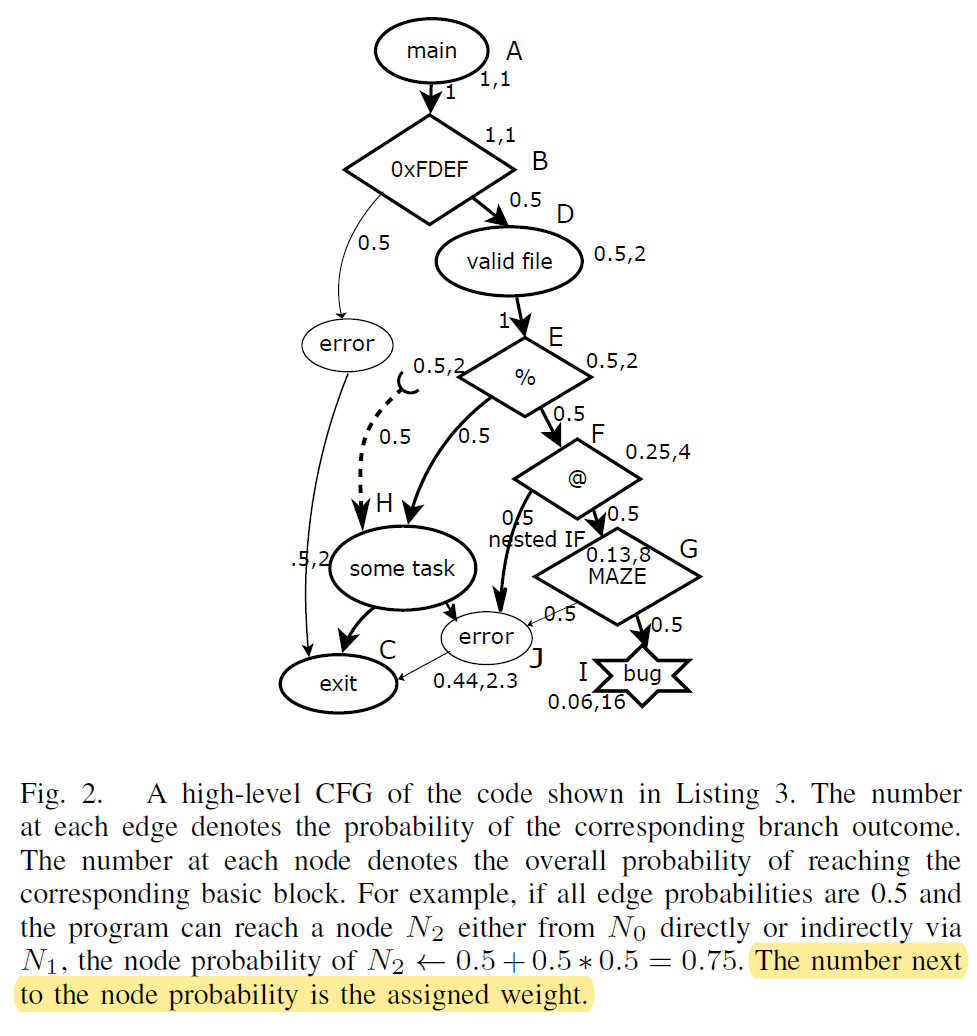 main A
1,1
1
1,1
0xFDEF B
0.5
D
0.5
valid file 0.5,2
1
E
error
0.5,2 % 0.5,2
0.5
0.5 0.5 F
0.25,4
@
H
0.5 0.5
nested IF 0.13,8 G
.5,2 some task MAZE
0.5
error 0.5
C J
exit 0.44,2.3 I bug
0.06,16
Fig. 2. A high-level CFG of the code shown in Listing 3. The number
at each edge denotes the probability of the corresponding branch outcome.
The number at each node denotes the overall probability of reaching the
corresponding basic block. For example, if all edge probabilities are 0.5 and
the program can reach a node N₂ either from N₀ directly or indirectly via
N₁, the node probability of N₂ ← 0.5 + 0.5 ∗ 0.5 = 0.75. The number next
to the node probability is the assigned weight.